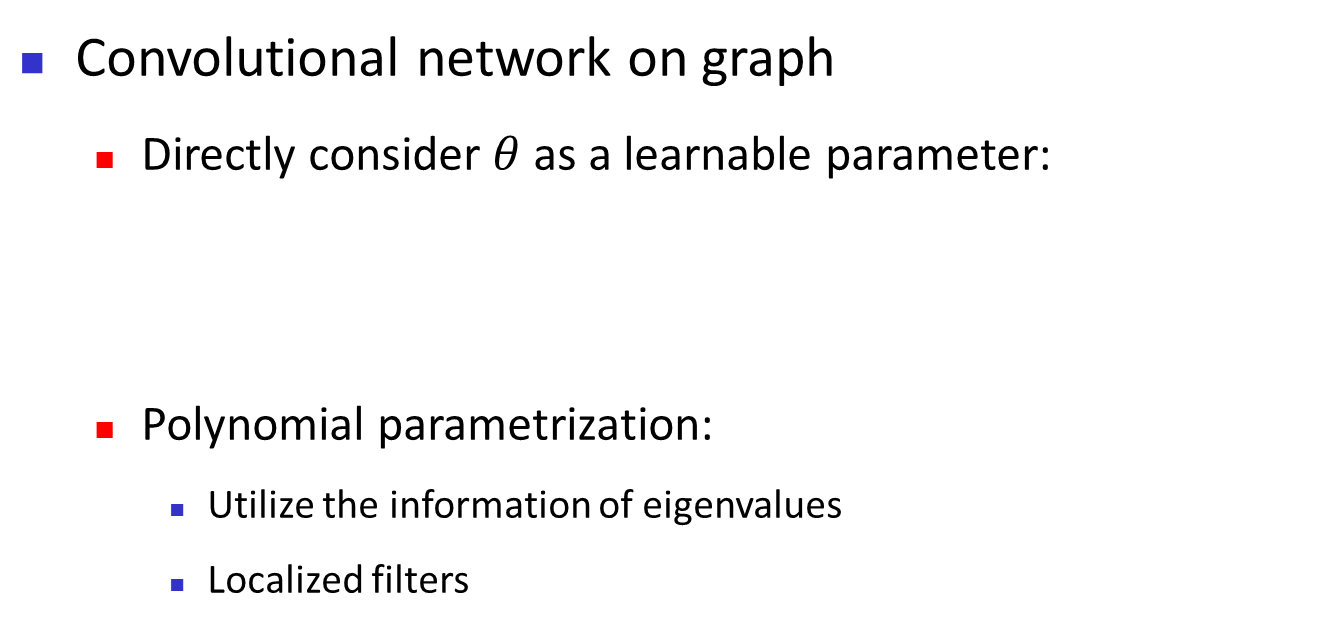 Convolutional network on graph
Directly consider θ as a learnable parameter:
Polynomial parametrization:
Utilize the information of eigenvalues
Localized filters